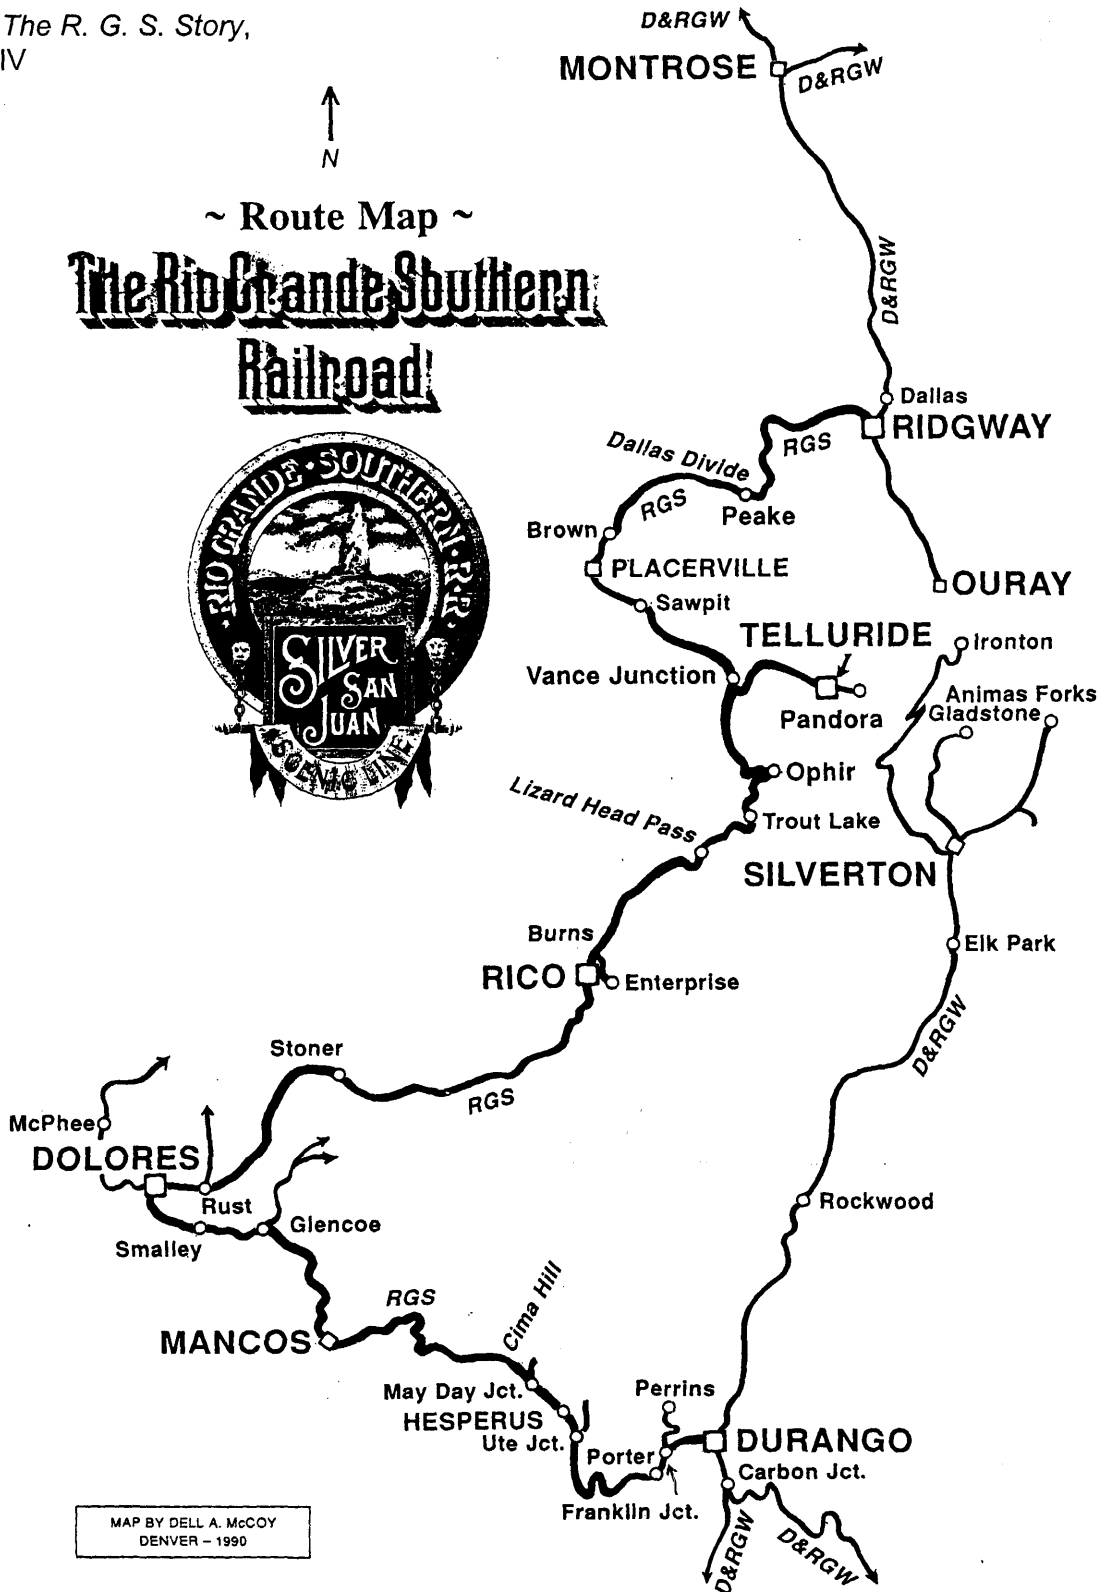 The R. G. S. Story,
IV
N
~ Route Map ~
The Rio Grande Southern
Railroad
RIO GRANDE · SOUTHERN · R·R·
SILVER
SAN
JUAN
SCENIC LINE
D&RGW
MONTROSE
D&RGW
D&RGW
Dallas
RIDGWAY
RGS
Dallas Divide
RGS
Peake
Brown
PLACERVILLE
OURAY
Sawpit
TELLURIDE
Ironton
Vance Junction
Animas Forks
Pandora
Gladstone
Ophir
Lizard Head Pass
Trout Lake
SILVERTON
Burns
Elk Park
RICO
Enterprise
D&RGW
Stoner
RGS
McPhee
DOLORES
Rust
Rockwood
Glencoe
Smalley
RGS
Cima Hill
MANCOS
May Day Jct.
Perrins
HESPERUS
Ute Jct.
DURANGO
Porter
Carbon Jct.
Franklin Jct.
D&RGW
D&RGW
MAP BY DELL A. McCOY
DENVER – 1990